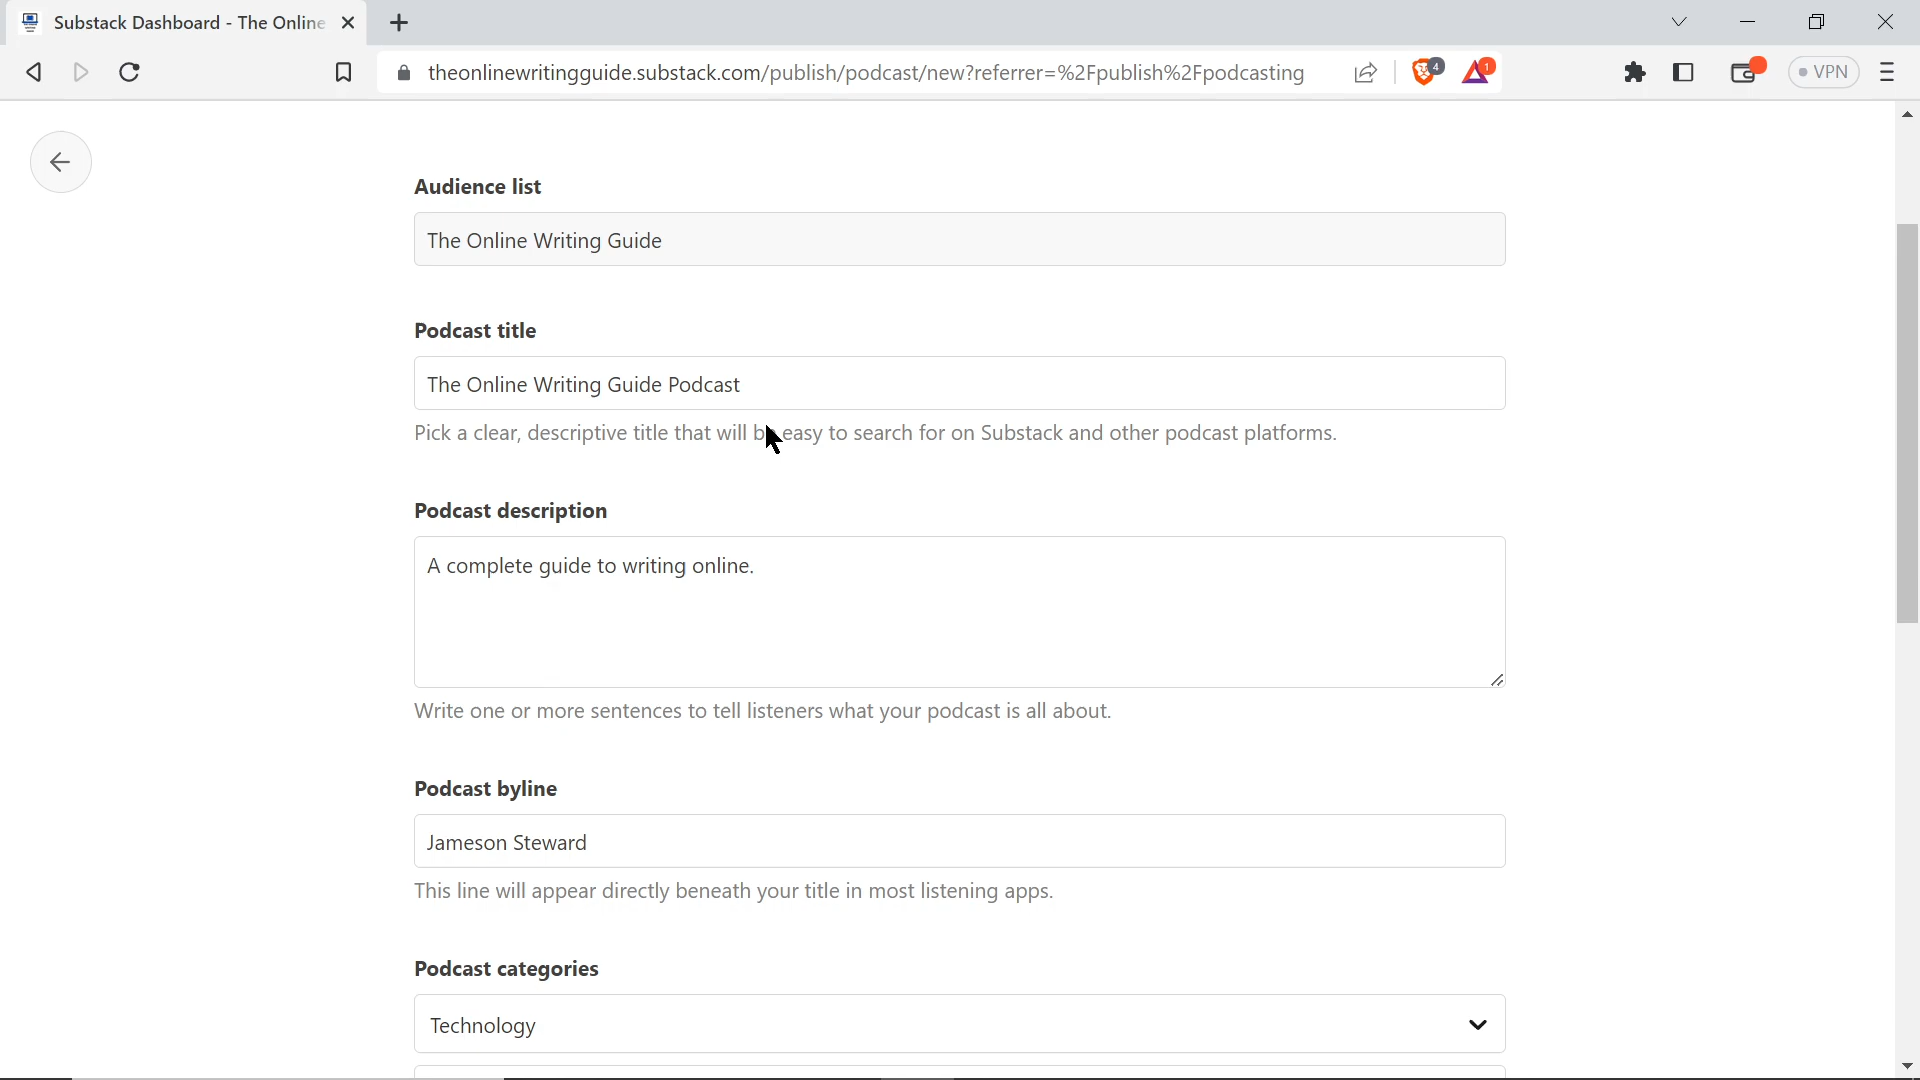 Substack Dashboard - The Online
theonlinewritingguide.substack.com/publish/podcast/new?referrer=%2Fpublish%2Fpodcasting
4
1
VPN
Audience list
The Online Writing Guide
Podcast title
The Online Writing Guide Podcast
Pick a clear, descriptive title that will be easy to search for on Substack and other podcast platforms.
Podcast description
A complete guide to writing online.
Write one or more sentences to tell listeners what your podcast is all about.
Podcast byline
Jameson Steward
This line will appear directly beneath your title in most listening apps.
Podcast categories
Technology